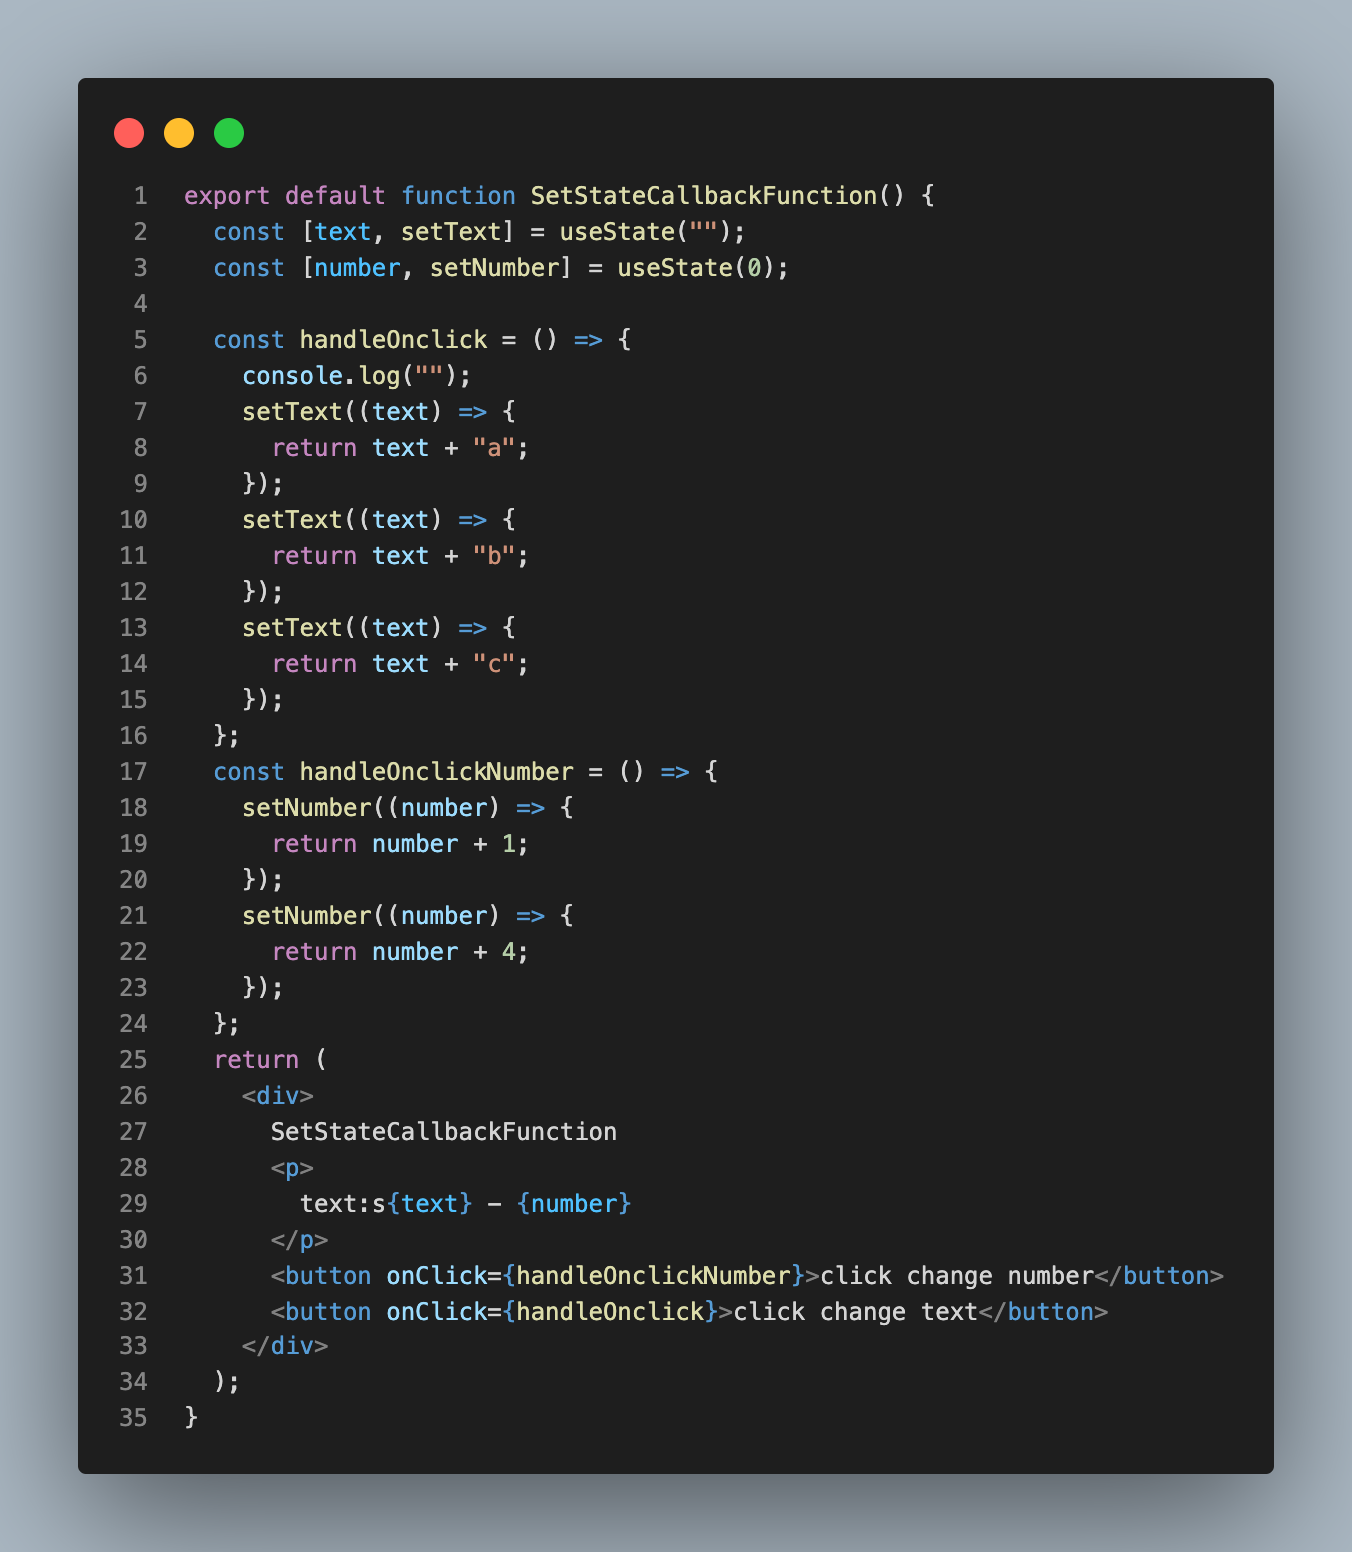 1 export default function SetStateCallbackFunction() {
2   const [text, setText] = useState("");
3   const [number, setNumber] = useState(0);
4
5   const handleOnclick = () => {
6     console.log("");
7     setText((text) => {
8       return text + "a";
9     });
10     setText((text) => {
11       return text + "b";
12     });
13     setText((text) => {
14       return text + "c";
15     });
16   };
17   const handleOnclickNumber = () => {
18     setNumber((number) => {
19       return number + 1;
20     });
21     setNumber((number) => {
22       return number + 4;
23     });
24   };
25   return (
26     <div>
27       SetStateCallbackFunction
28       <p>
29         text:s{text} - {number}
30       </p>
31       <button onClick={handleOnclickNumber}>click change number</button>
32       <button onClick={handleOnclick}>click change text</button>
33     </div>
34   );
35 }